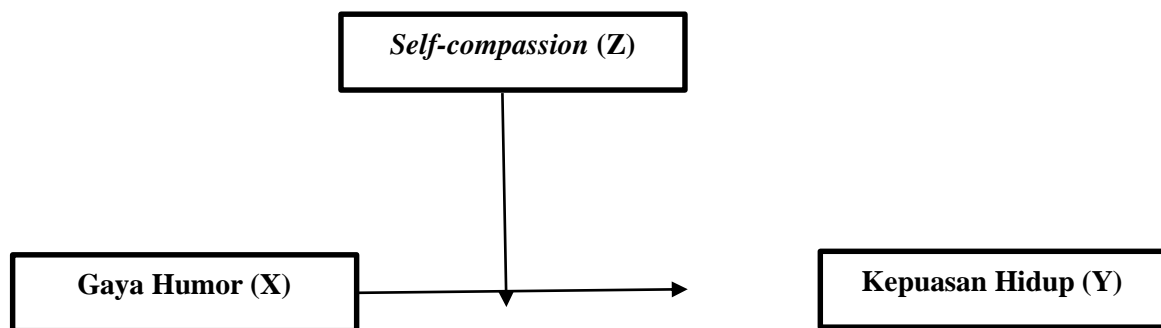 Self-compassion (Z)
Gaya Humor (X)
Kepuasan Hidup (Y)